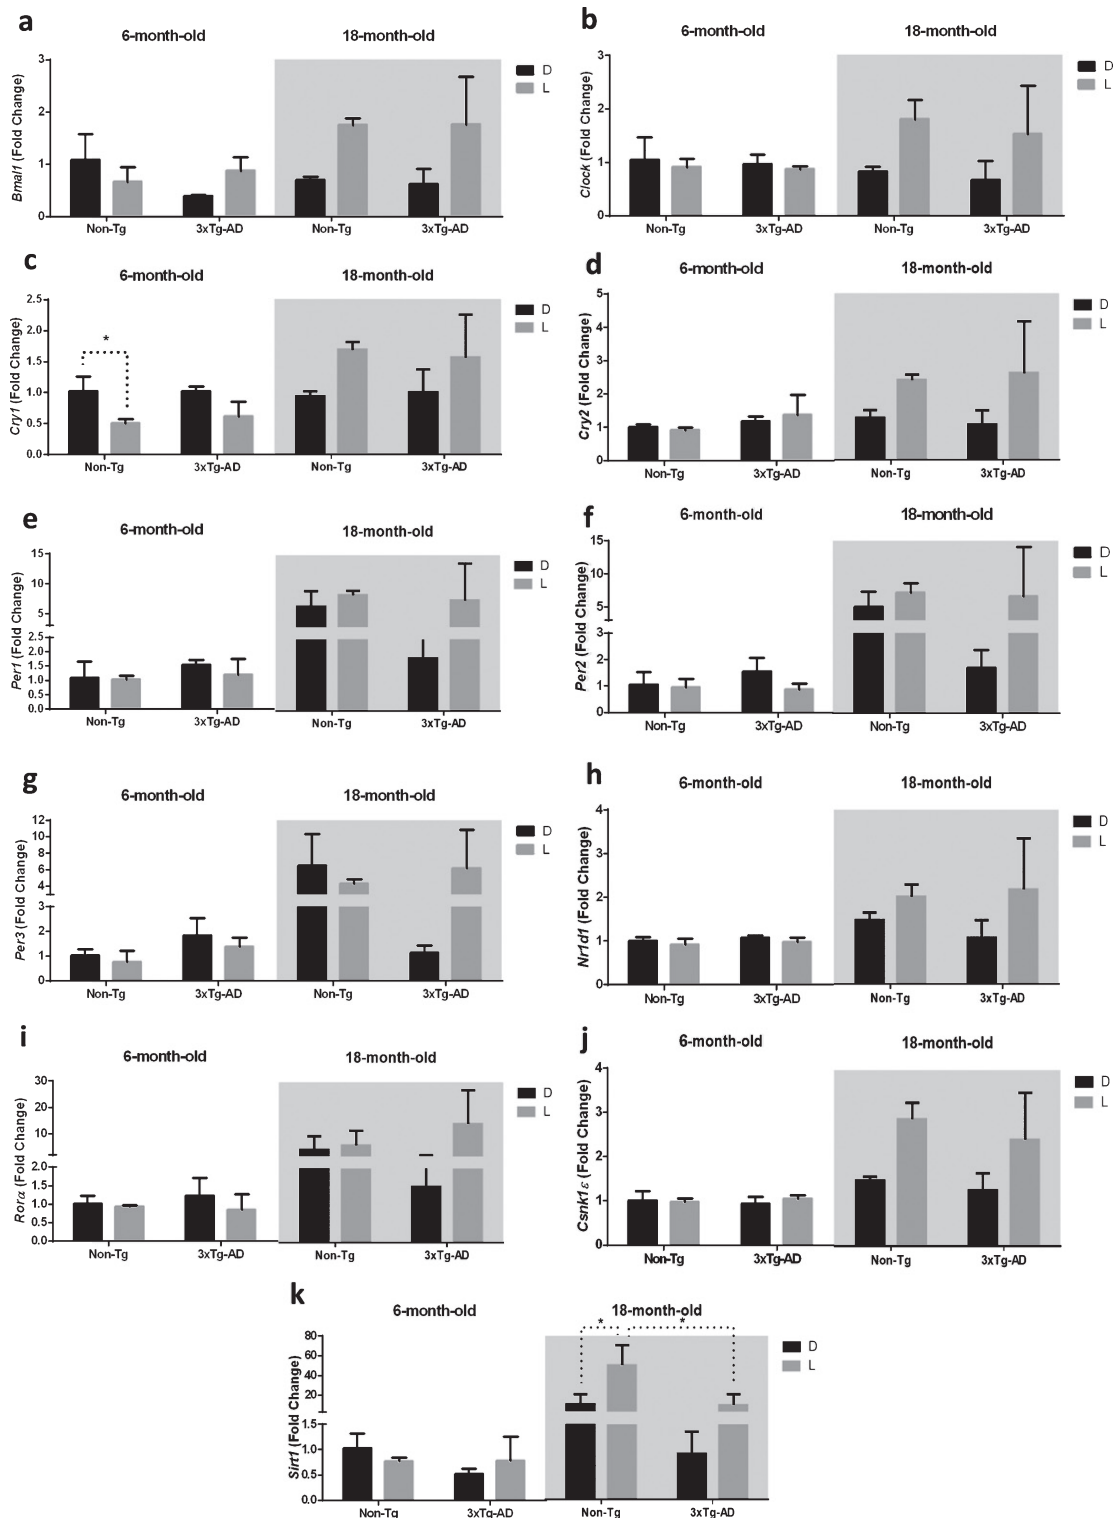 a
6-month-old 18-month-old
Bmal1 (Fold Change)
3
2
1
0
Non-Tg 3xTg-AD Non-Tg 3xTg-AD
D
L
b
6-month-old 18-month-old
Clock (Fold Change)
3
2
1
0
Non-Tg 3xTg-AD Non-Tg 3xTg-AD
D
L
c
6-month-old 18-month-old
Cry1 (Fold Change)
2.5
2.0
1.5
1.0
0.5
0.0
*
Non-Tg 3xTg-AD Non-Tg 3xTg-AD
D
L
d
6-month-old 18-month-old
Cry2 (Fold Change)
5
4
3
2
1
0
Non-Tg 3xTg-AD Non-Tg 3xTg-AD
D
L
e
6-month-old 18-month-old
Per1 (Fold Change)
15
10
5
2.5
2.0
1.5
1.0
0.5
0.0
Non-Tg 3xTg-AD Non-Tg 3xTg-AD
D
L
f
6-month-old 18-month-old
Per2 (Fold Change)
15
10
5
3
2
1
0
Non-Tg 3xTg-AD Non-Tg 3xTg-AD
D
L
g
6-month-old 18-month-old
Per3 (Fold Change)
12
10
8
6
4
3
2
1
0
Non-Tg 3xTg-AD Non-Tg 3xTg-AD
D
L
h
6-month-old 18-month-old
Nr1d1 (Fold Change)
4
3
2
1
0
Non-Tg 3xTg-AD Non-Tg 3xTg-AD
D
L
i
6-month-old 18-month-old
Rorα (Fold Change)
30
20
10
2.0
1.5
1.0
0.5
0.0
Non-Tg 3xTg-AD Non-Tg 3xTg-AD
D
L
j
6-month-old 18-month-old
Csnk1ε (Fold Change)
4
3
2
1
0
Non-Tg 3xTg-AD Non-Tg 3xTg-AD
D
L
k
6-month-old 18-month-old
Sirt1 (Fold Change)
80
60
40
20
1.5
1.0
0.5
0.0
* *
Non-Tg 3xTg-AD Non-Tg 3xTg-AD
D
L